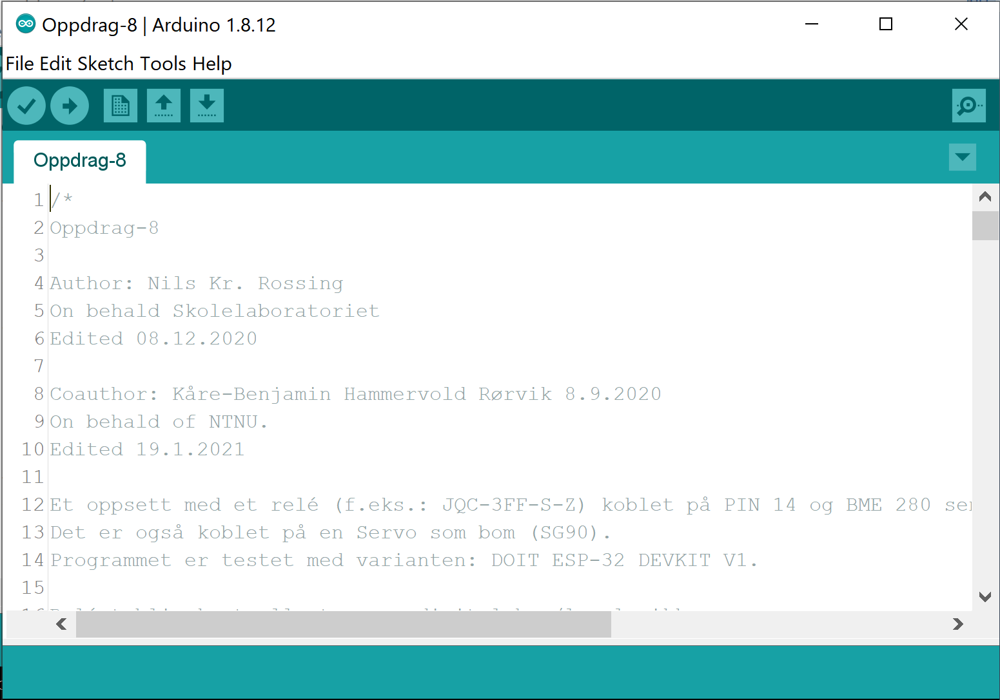 Oppdrag-8 | Arduino 1.8.12
File Edit Sketch Tools Help
Oppdrag-8
1 /*
2 Oppdrag-8
3
4 Author: Nils Kr. Rossing
5 On behald Skolelaboratoriet
6 Edited 08.12.2020
7
8 Coauthor: Kåre-Benjamin Hammervold Rørvik 8.9.2020
9 On behald of NTNU.
10 Edited 19.1.2021
11
12 Et oppsett med et relé (f.eks.: JQC-3FF-S-Z) koblet på PIN 14 og BME 280
13 Det er også koblet på en Servo som bom (SG90).
14 Programmet er testet med varianten: DOIT ESP-32 DEVKIT V1.
15